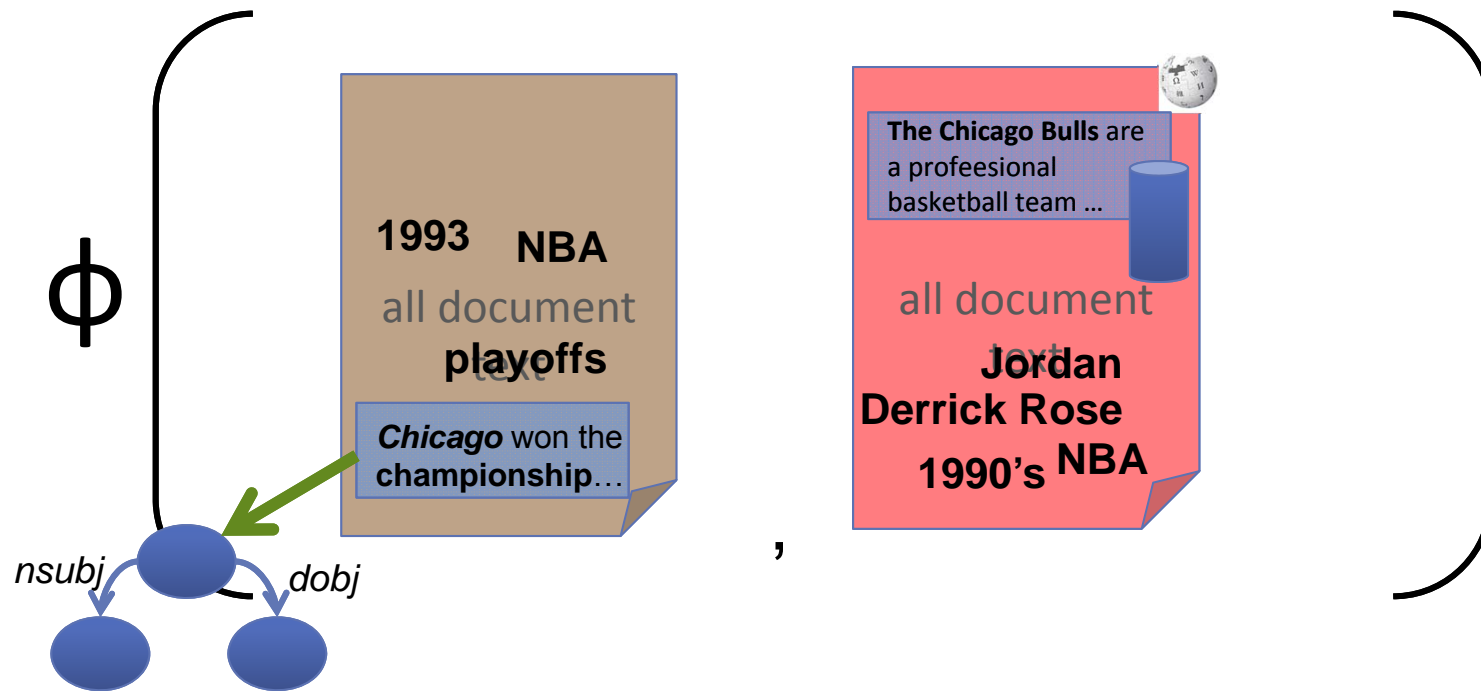 ϕ
1993
NBA
all document
text
playoffs
Chicago won the
championship…
nsubj
dobj
,
The Chicago Bulls are
a profeesional
basketball team …
all document
text
Jordan
Derrick Rose
1990's
NBA